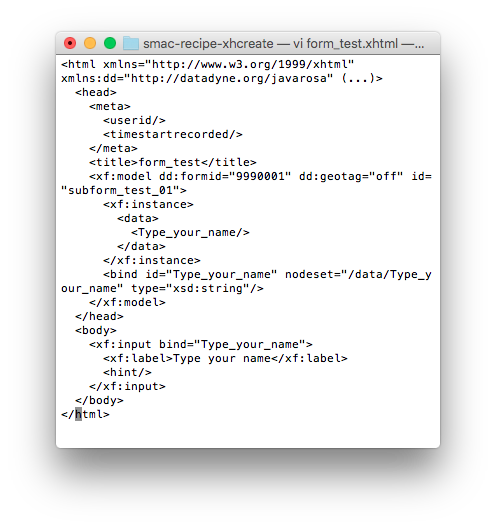 smac-recipe-xhcreate — vi form_test.xhtml —...
<html xmlns="http://www.w3.org/1999/xhtml"
xmlns:dd="http://datadyne.org/javarosa" (...)>
  <head>
    <meta>
      <userid/>
      <timestartrecorded/>
    </meta>
    <title>form_test</title>
    <xf:model dd:formid="9990001" dd:geotag="off" id=
"subform_test_01">
      <xf:instance>
        <data>
          <Type_your_name/>
        </data>
      </xf:instance>
      <bind id="Type_your_name" nodeset="/data/Type_y
our_name" type="xsd:string"/>
    </xf:model>
  </head>
  <body>
    <xf:input bind="Type_your_name">
      <xf:label>Type your name</xf:label>
      <hint/>
    </xf:input>
  </body>
</html>